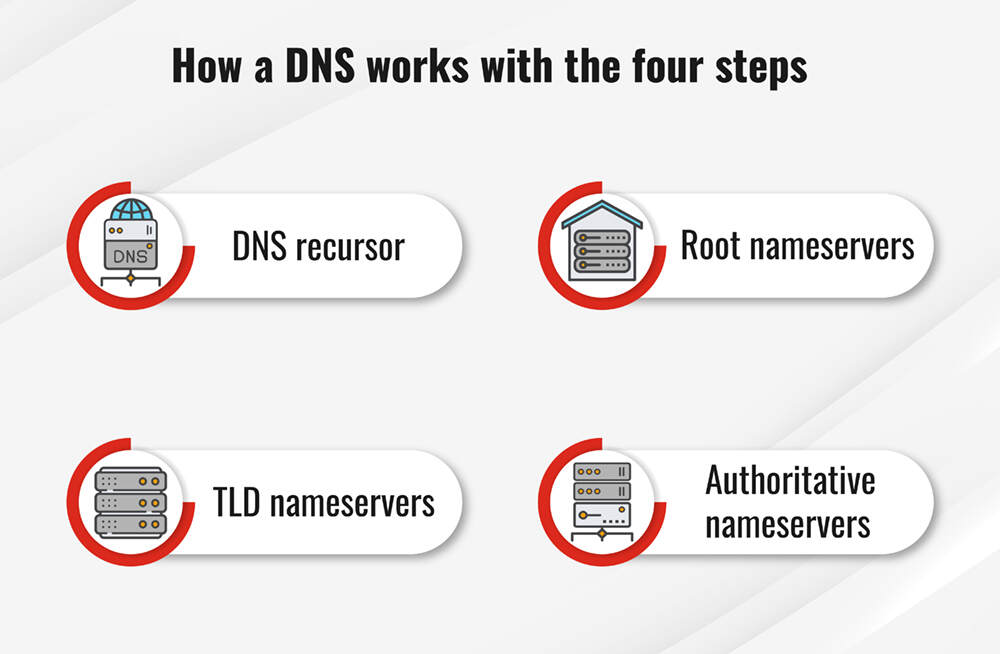 How a DNS works with the four steps
DNS
DNS recursor
Root nameservers
TLD nameservers
Authoritative
nameservers